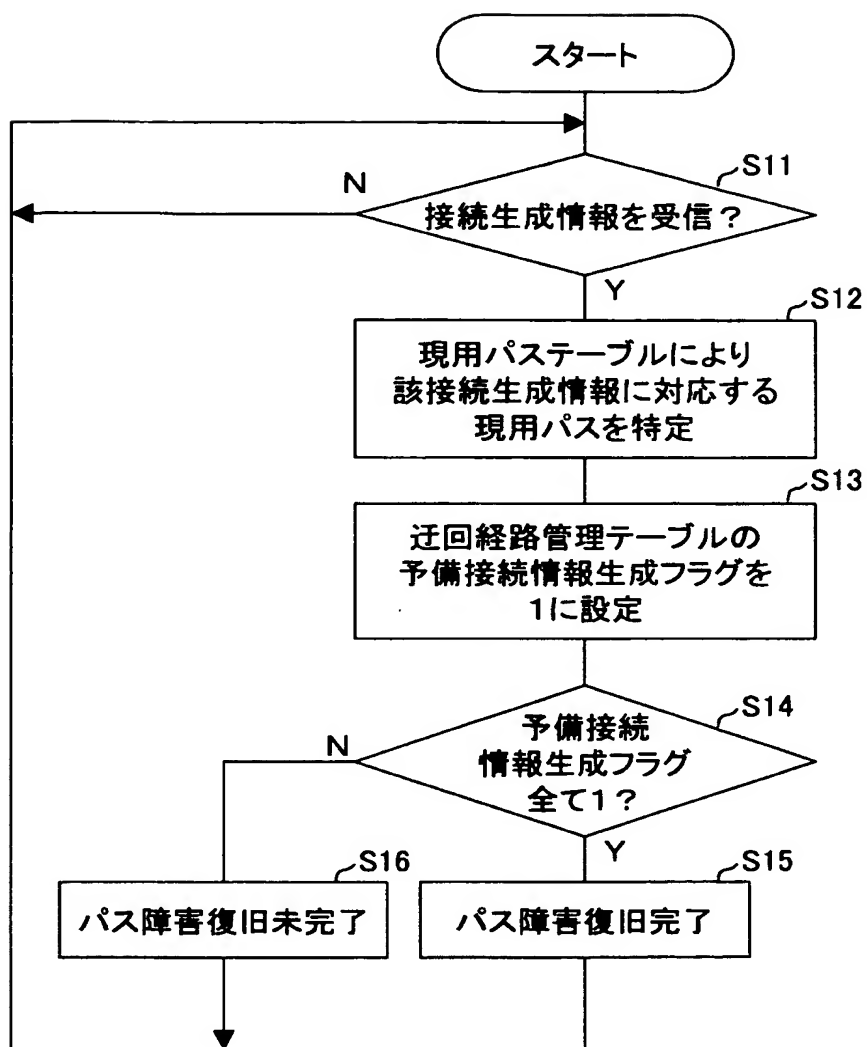 スタート
S11
N
接続生成情報を受信？
Y
S12
現用パステーブルにより
該接続生成情報に対応する
現用パスを特定
S13
迂回経路管理テーブルの
予備接続情報生成フラグを
1に設定
S14
N
予備接続
情報生成フラグ
全て1？
Y
S16
パス障害復旧未完了
S15
パス障害復旧完了